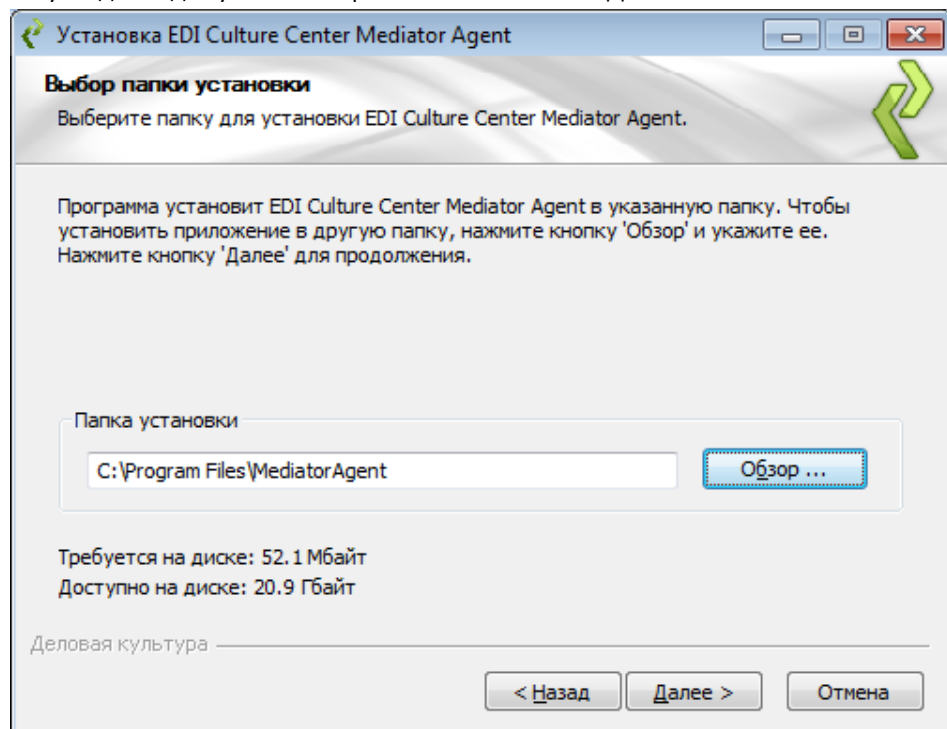 Установка EDI Culture Center Mediator Agent
Выбор папки установки
Выберите папку для установки EDI Culture Center Mediator Agent.
Программа установит EDI Culture Center Mediator Agent в указанную папку. Чтобы
установить приложение в другую папку, нажмите кнопку 'Обзор' и укажите ее.
Нажмите кнопку 'Далее' для продолжения.
Папка установки
C:\Program Files\MediatorAgent
Обзор ...
Требуется на диске: 52.1 Мбайт
Доступно на диске: 20.9 Гбайт
Деловая культура
< Назад
Далее >
Отмена